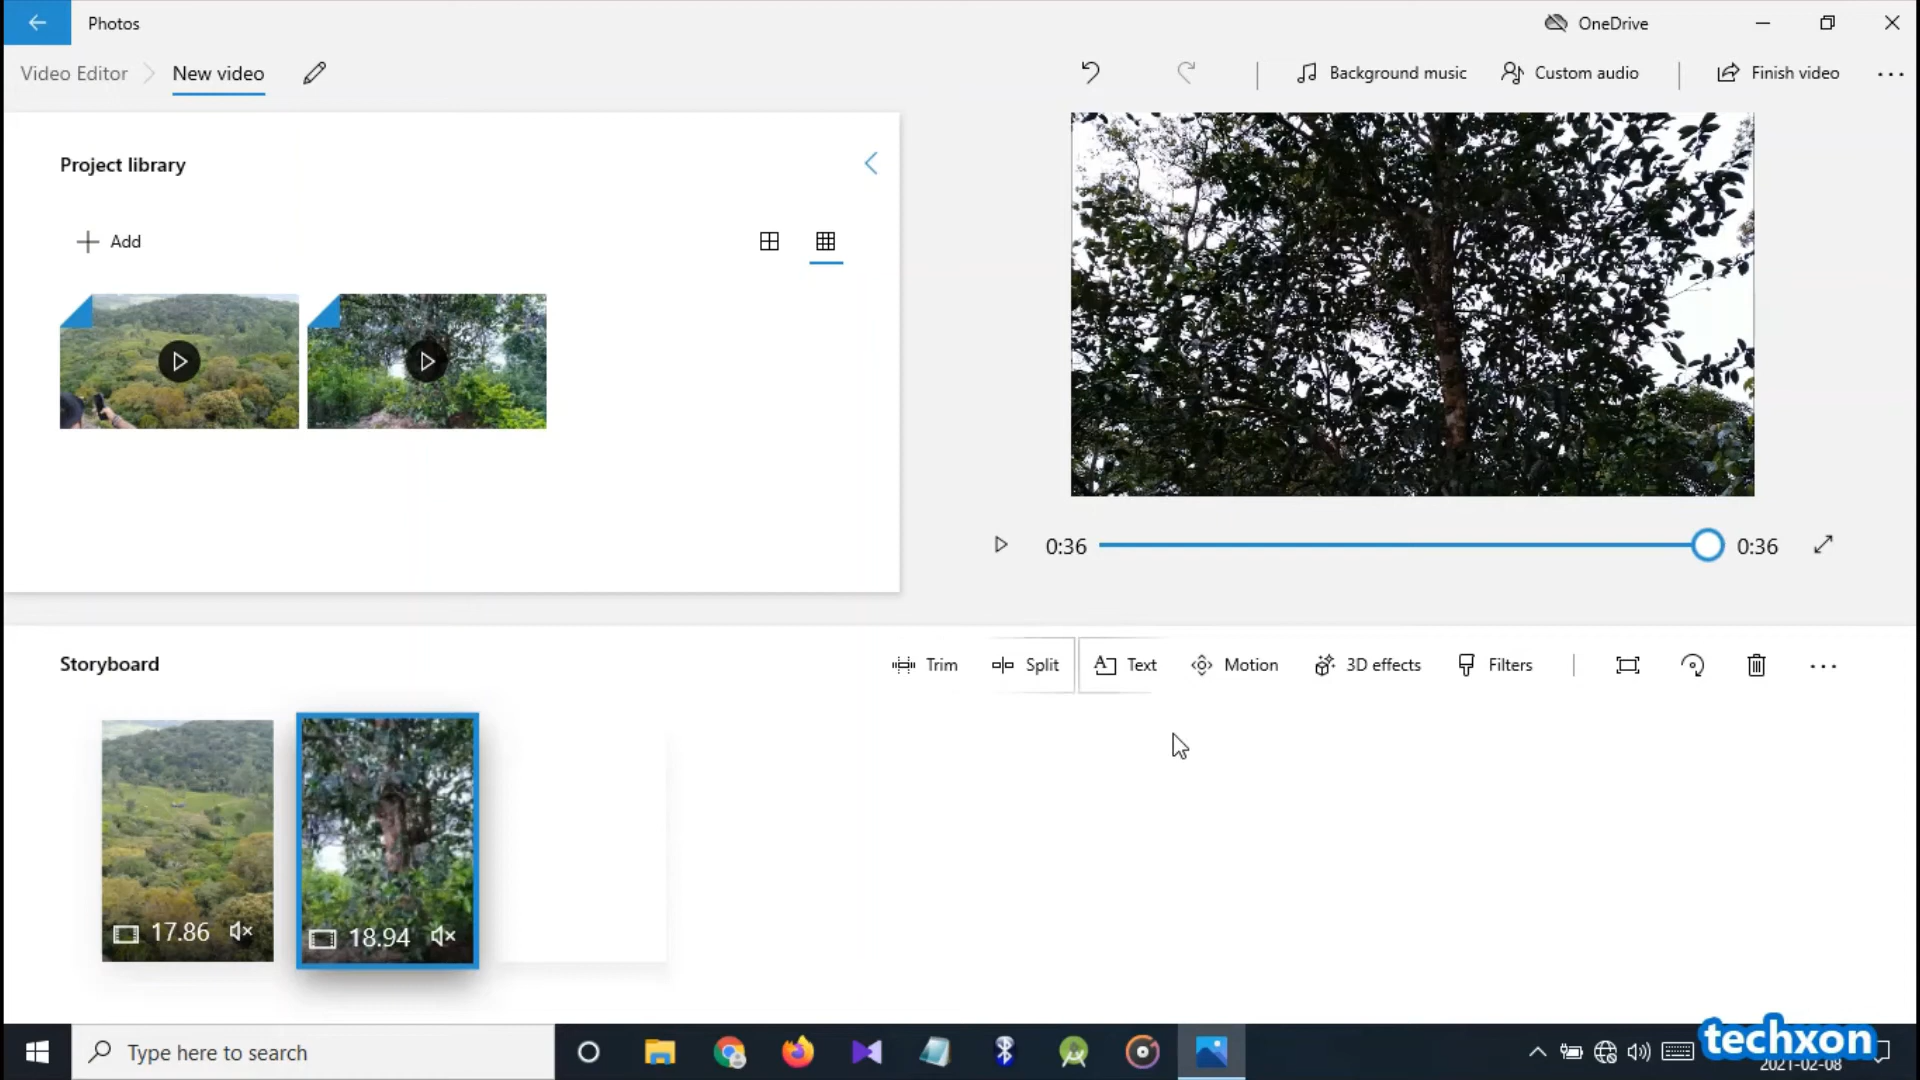 Photos
OneDrive
Video Editor
New video
Background music
Custom audio
Finish video
Project library
Add
0:36
0:36
Storyboard
Trim
Split
Text
Motion
3D effects
Filters
17.86
18.94
Type here to search
techxon
2021-02-08